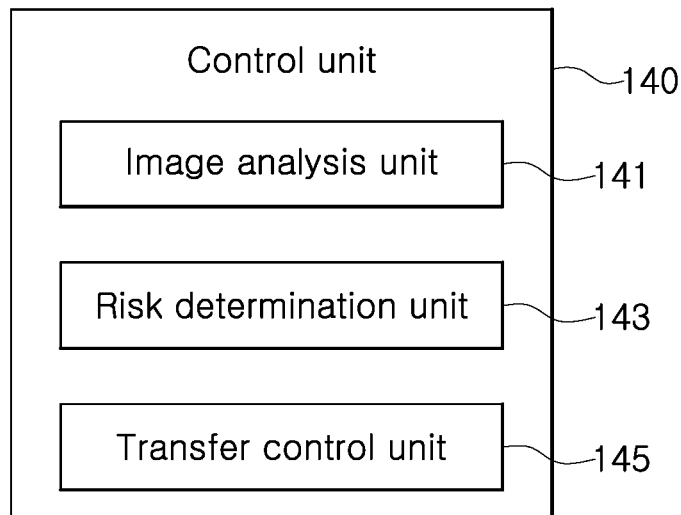 Control unit
140
Image analysis unit
141
Risk determination unit
143
Transfer control unit
145